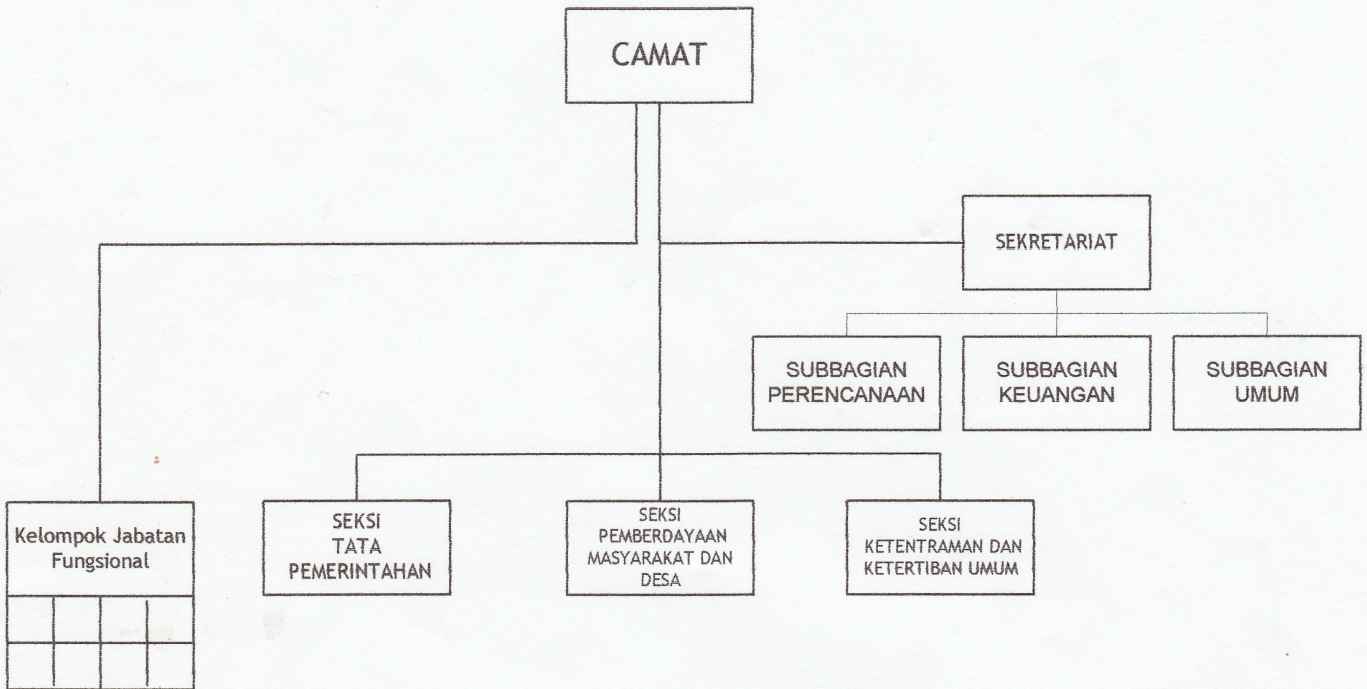 CAMAT
SEKRETARIAT
SUBBAGIAN
PERENCANAAN
SUBBAGIAN
KEUANGAN
SUBBAGIAN
UMUM
Kelompok Jabatan
Fungsional
SEKSI
TATA
PEMERINTAHAN
SEKSI
PEMBERDAYAAN
MASYARAKAT DAN
DESA
SEKSI
KETENTRAMAN DAN
KETERTIBAN UMUM